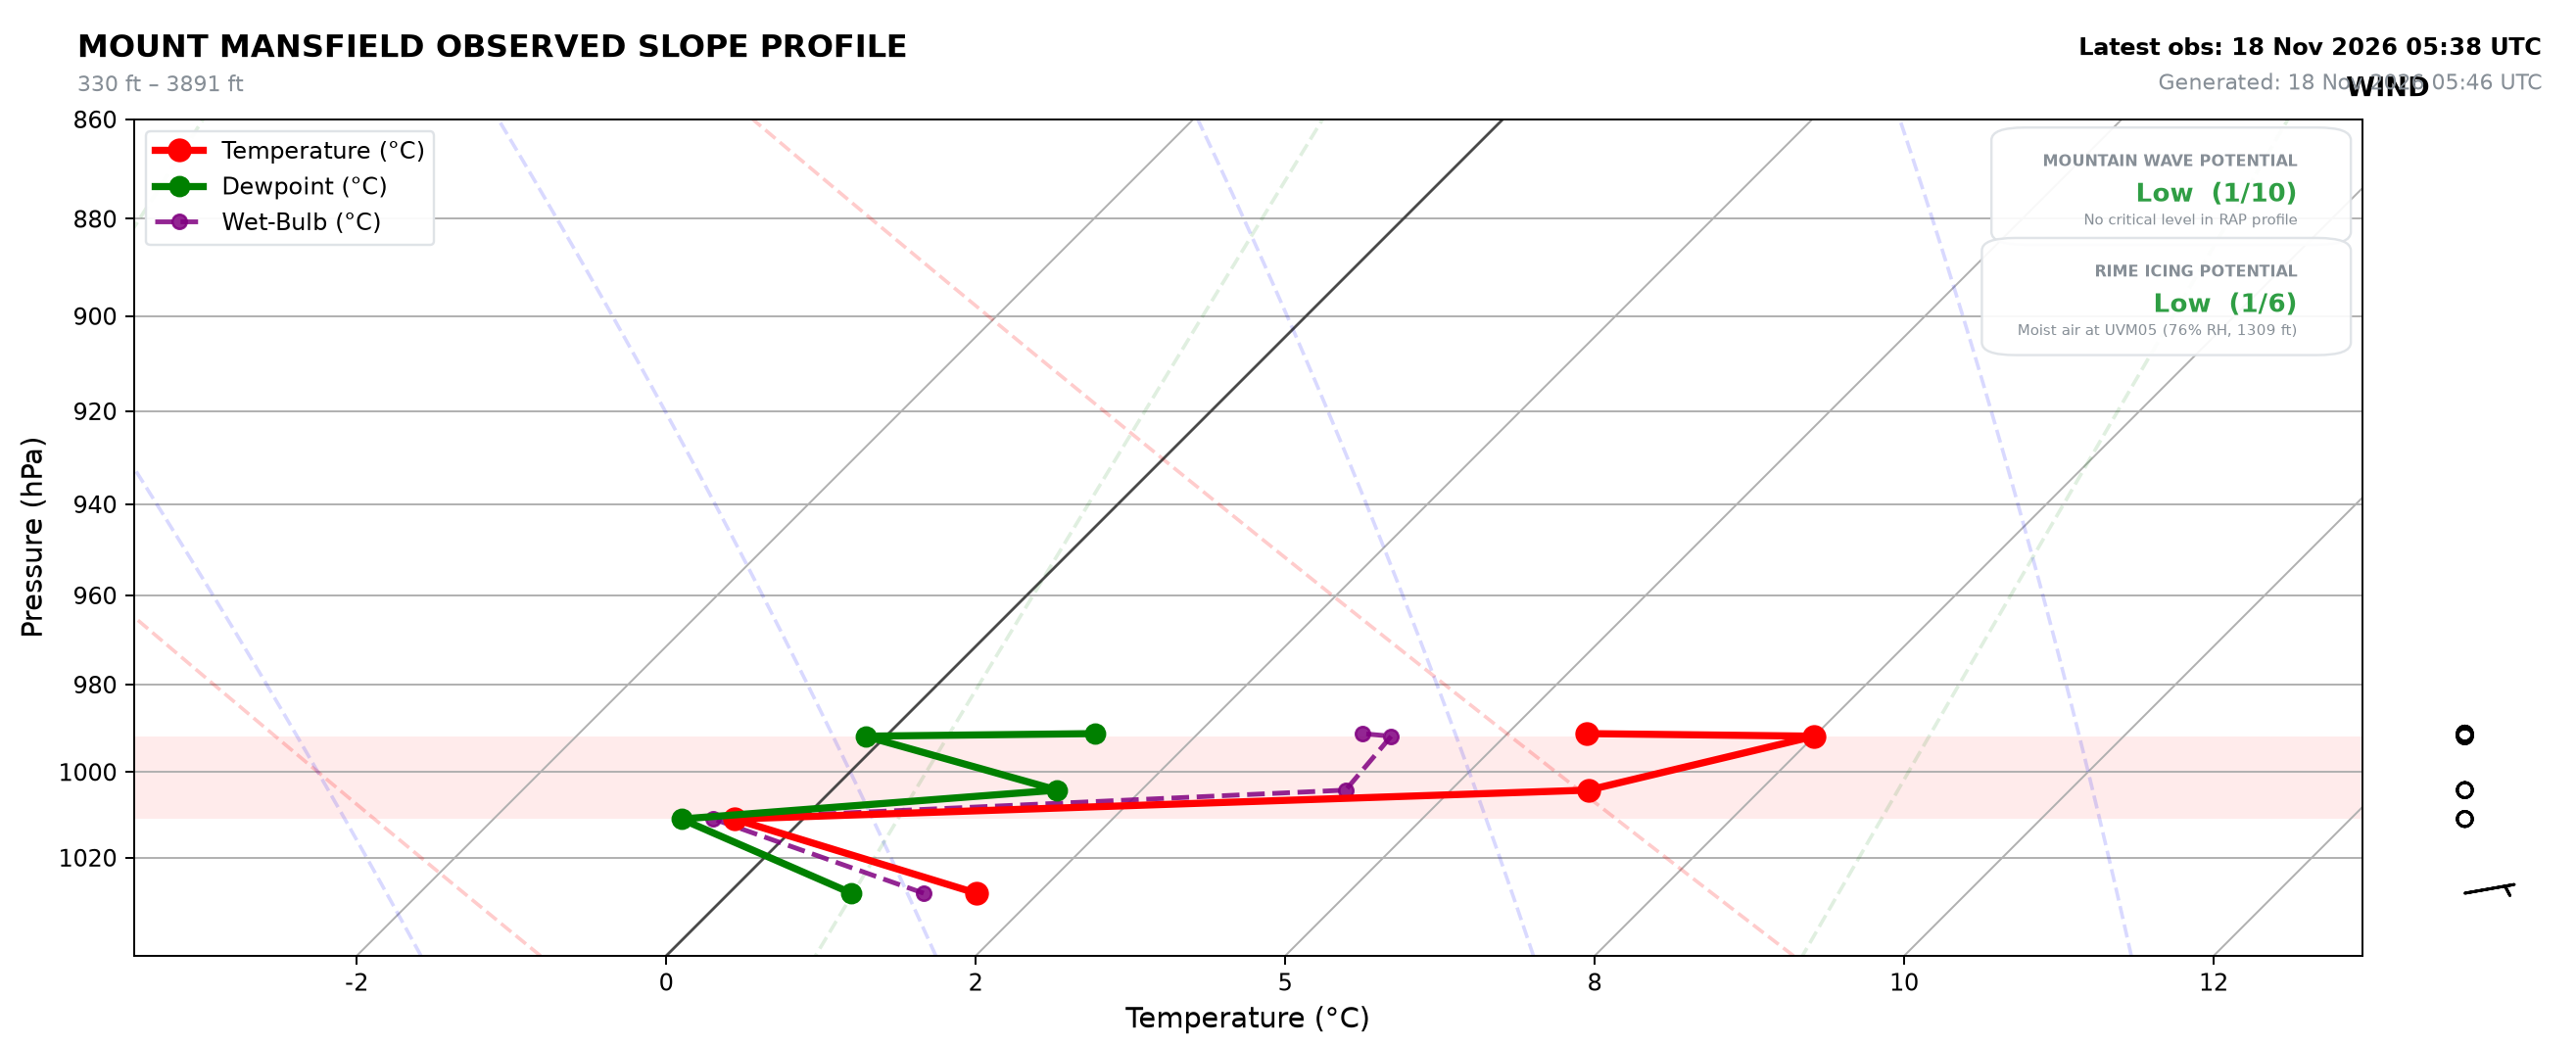 MOUNT MANSFIELD OBSERVED SLOPE PROFILE
330 ft – 3891 ft
Latest obs: 18 Nov 2026 05:38 UTC
Generated: 18 Nov 2026 05:46 UTC
WIND
Temperature (°C)
Dewpoint (°C)
Wet-Bulb (°C)
MOUNTAIN WAVE POTENTIAL
Low (1/10)
No critical level in RAP profile
RIME ICING POTENTIAL
Low (1/6)
Moist air at UVM05 (76% RH, 1309 ft)
Pressure (hPa)
860
880
900
920
940
960
980
1000
1020
-2
0
2
5
8
10
12
Temperature (°C)